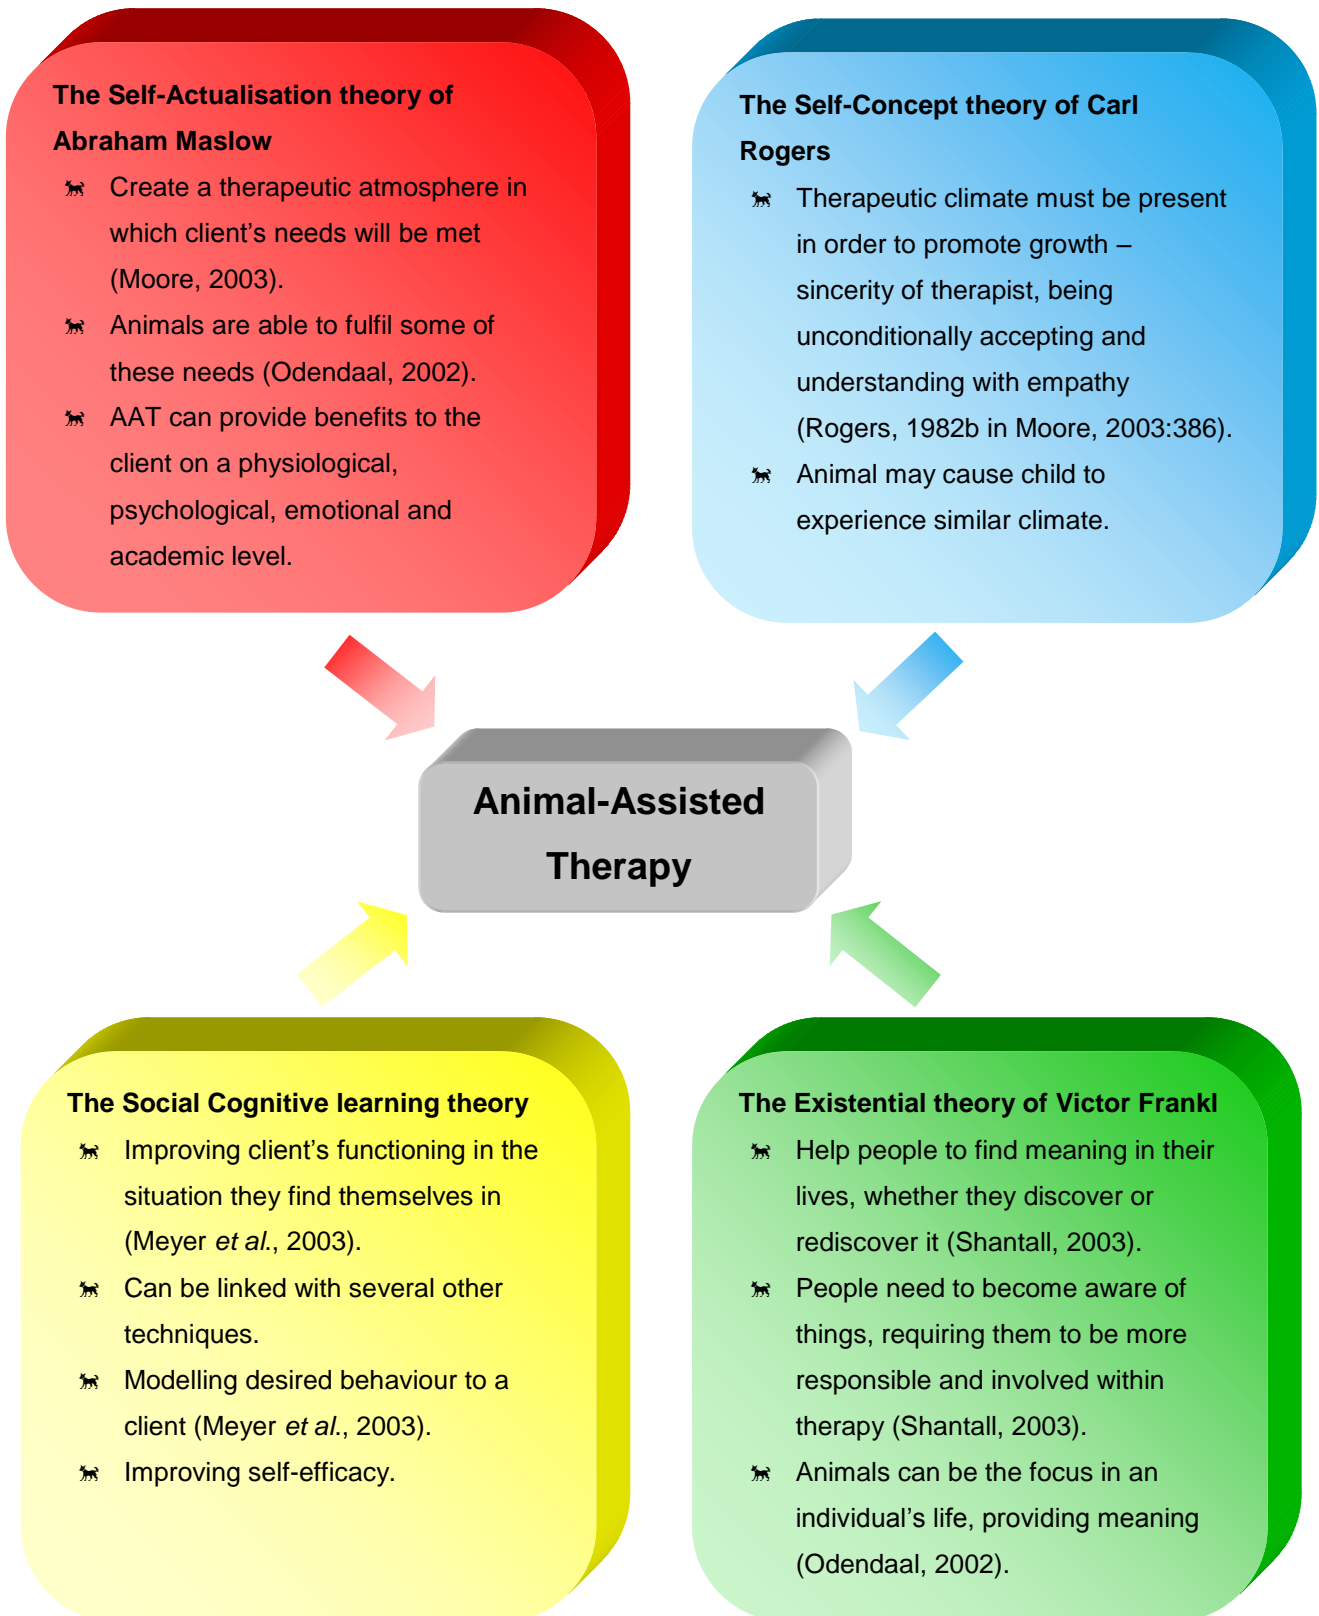 The Self-Actualisation theory of
Abraham Maslow
Create a therapeutic atmosphere in
which client's needs will be met
(Moore, 2003).
Animals are able to fulfil some of
these needs (Odendaal, 2002).
AAT can provide benefits to the
client on a physiological,
psychological, emotional and
academic level.
The Self-Concept theory of Carl
Rogers
Therapeutic climate must be present
in order to promote growth –
sincerity of therapist, being
unconditionally accepting and
understanding with empathy
(Rogers, 1982b in Moore, 2003:386).
Animal may cause child to
experience similar climate.
Animal-Assisted
Therapy
The Social Cognitive learning theory
Improving client's functioning in the
situation they find themselves in
(Meyer et al., 2003).
Can be linked with several other
techniques.
Modelling desired behaviour to a
client (Meyer et al., 2003).
Improving self-efficacy.
The Existential theory of Victor Frankl
Help people to find meaning in their
lives, whether they discover or
rediscover it (Shantall, 2003).
People need to become aware of
things, requiring them to be more
responsible and involved within
therapy (Shantall, 2003).
Animals can be the focus in an
individual's life, providing meaning
(Odendaal, 2002).